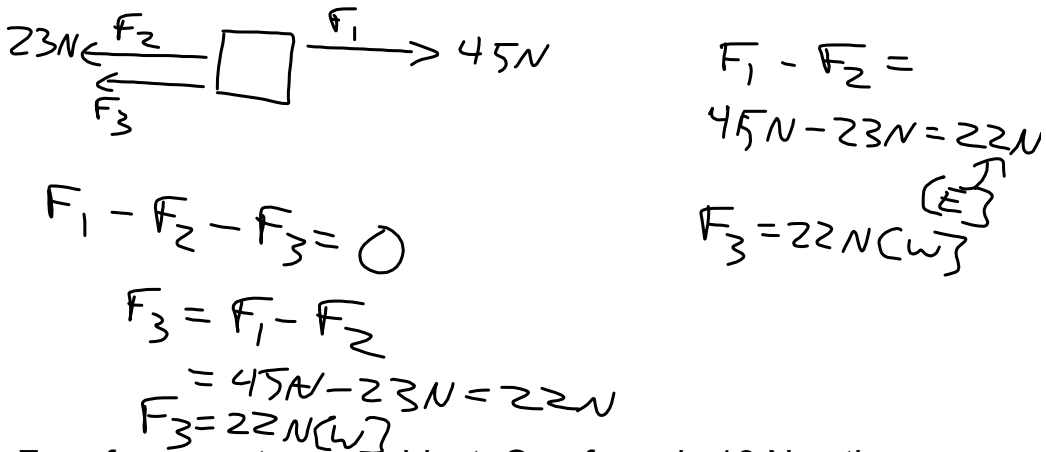 23N F₂ F₁ 45N
F₃
F₁ - F₂ - F₃ = 0
F₃ = F₁ - F₂
= 45N - 23N = 22N
F₃ = 22N[W]
F₁ - F₂ =
45N - 23N = 22N
[E]
F₃ = 22N[W]